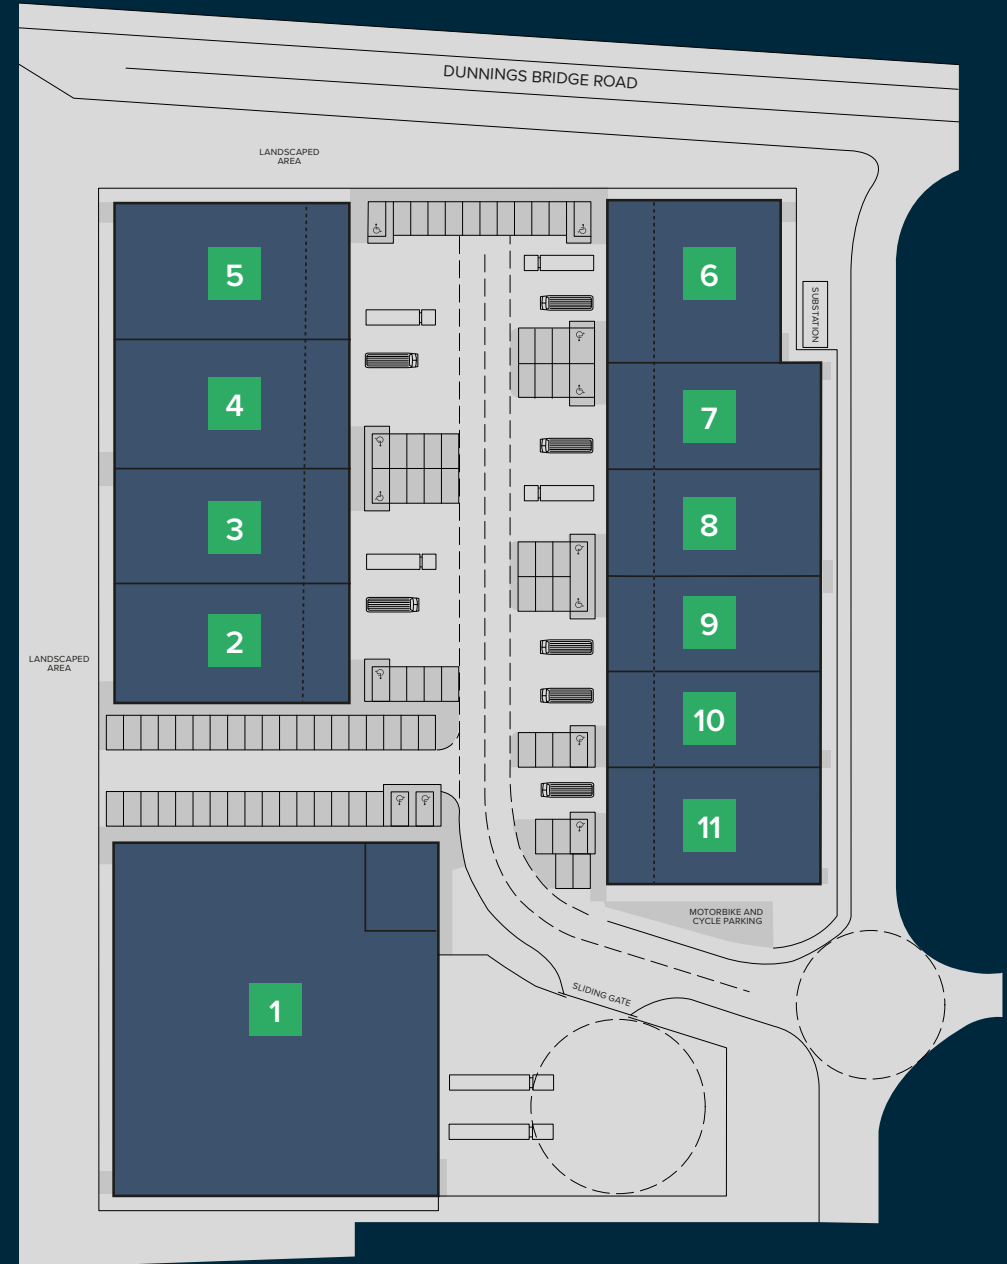 DUNNINGS BRIDGE ROAD
LANDSCAPED
AREA
5
6
SUBSTATION
4
7
3
8
9
2
LANDSCAPED
AREA
10
11
MOTORBIKE AND
CYCLE PARKING
SLIDING GATE
1